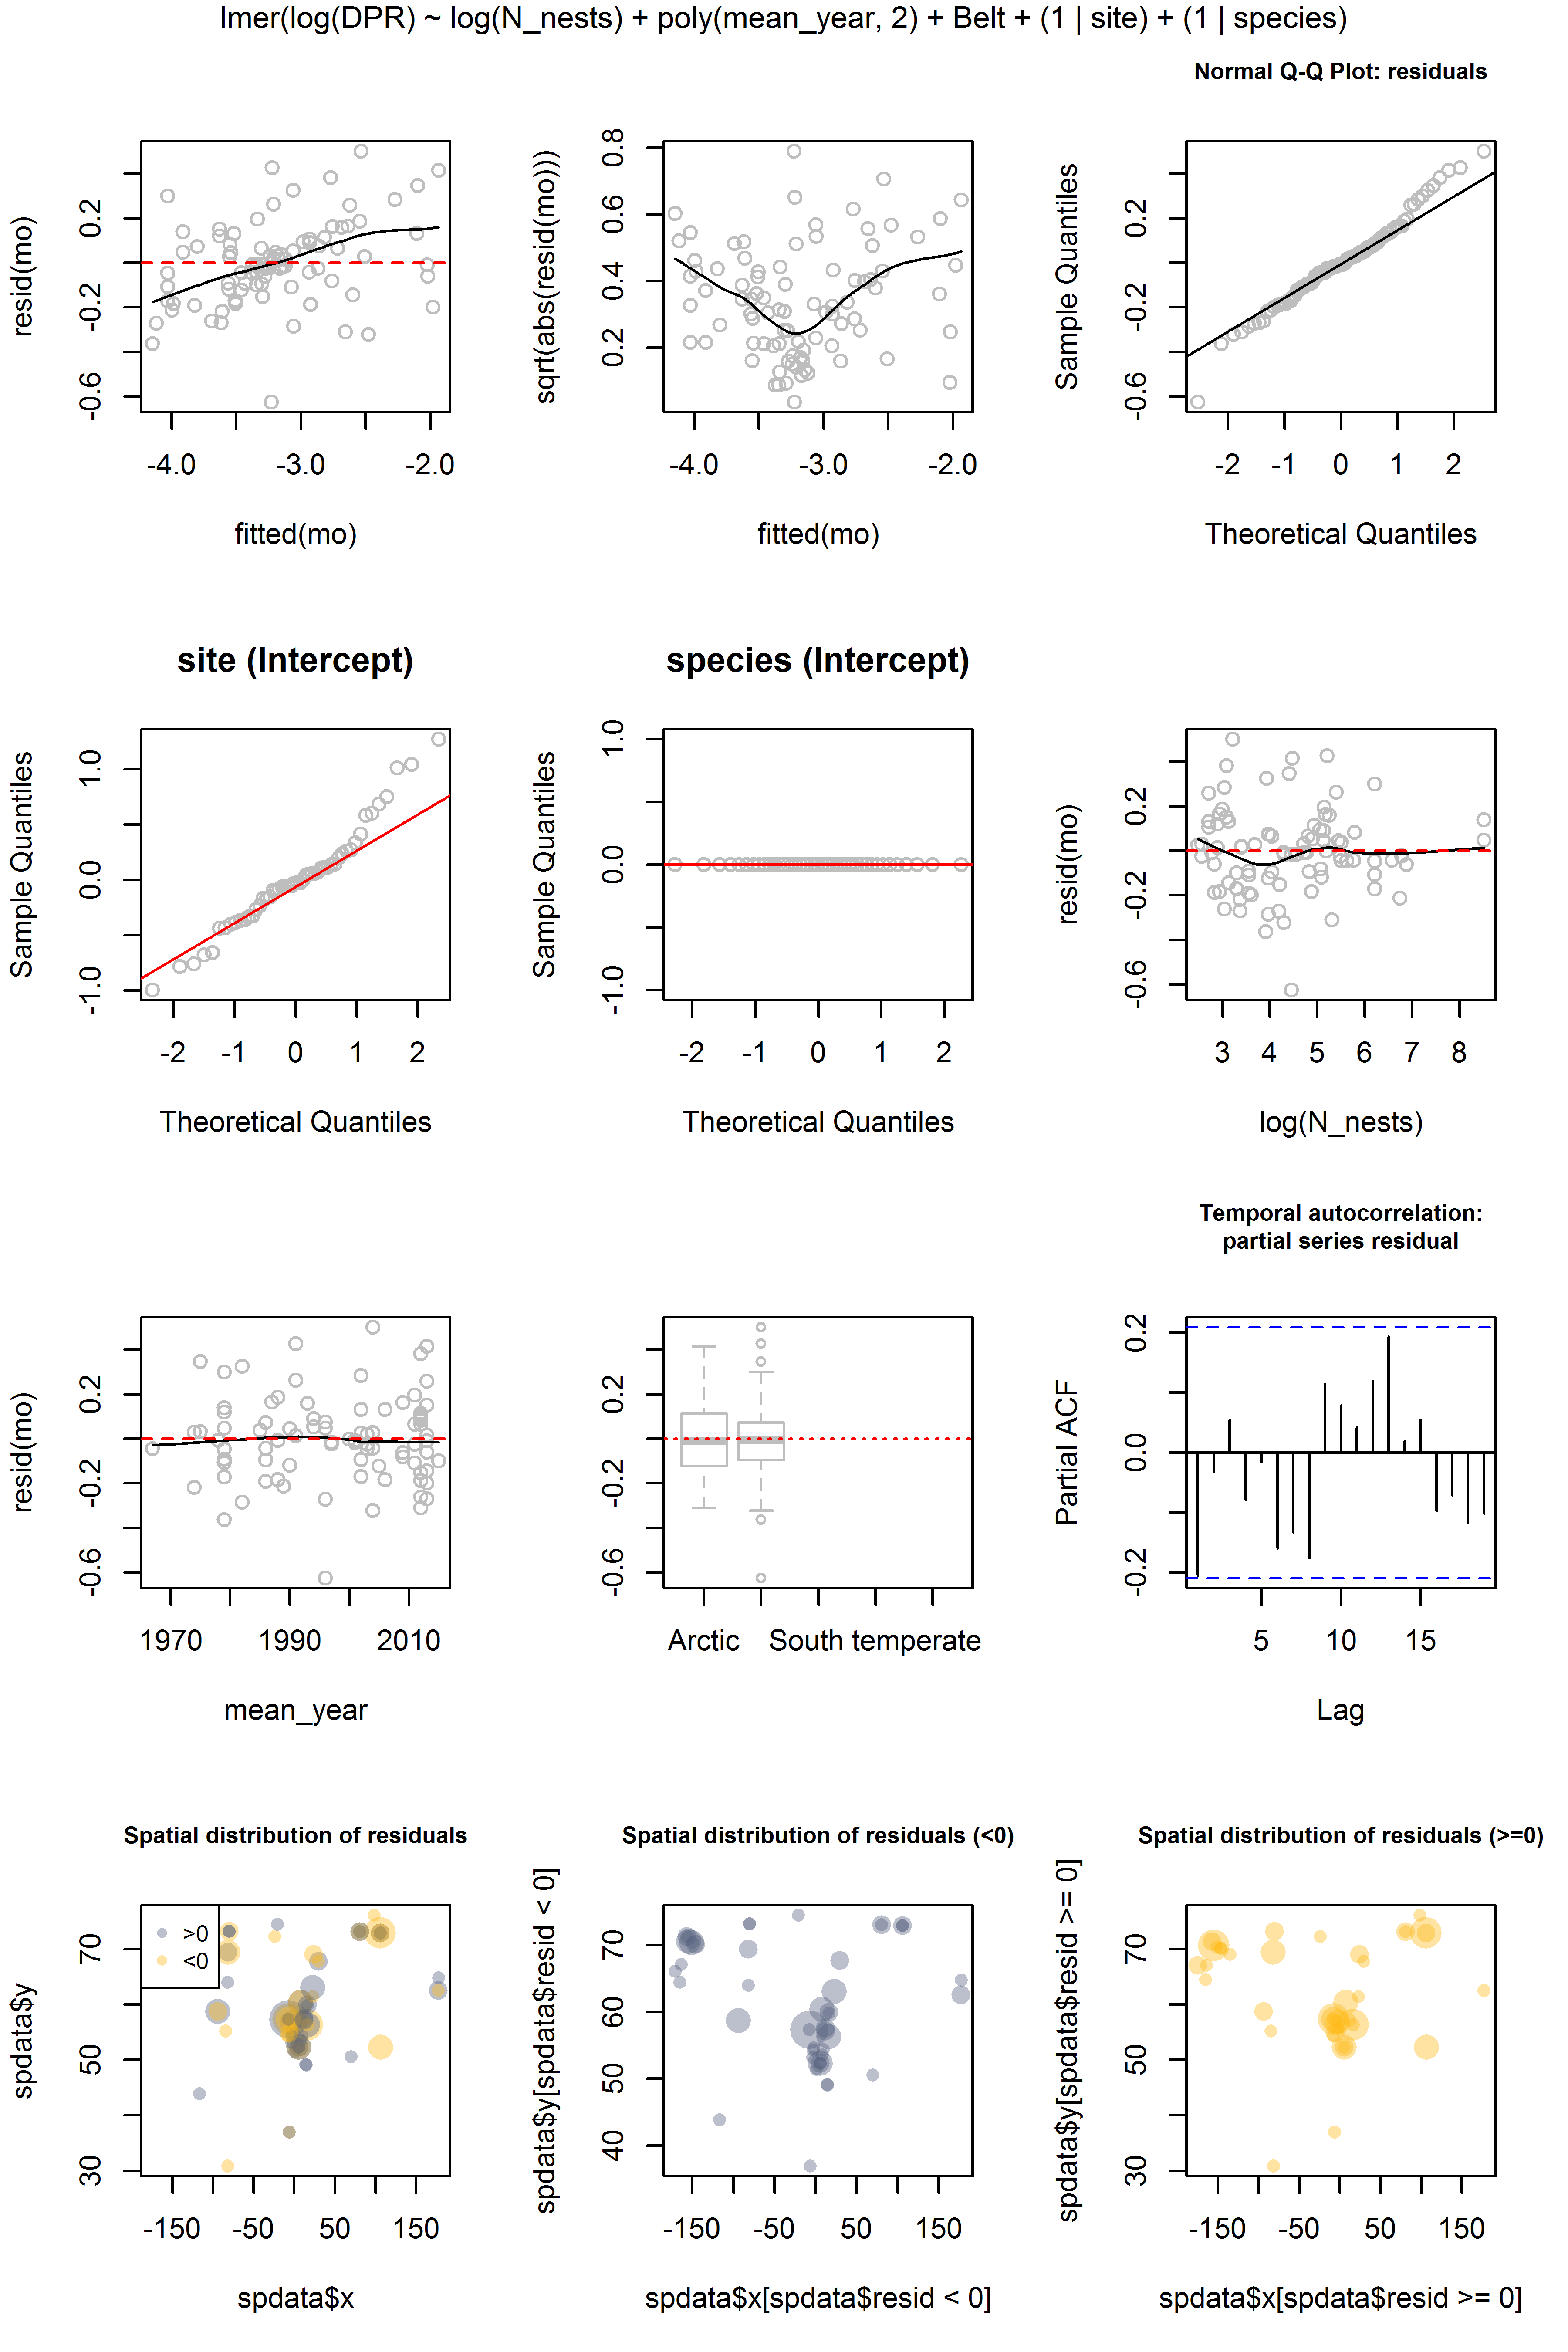 lmer(log(DPR) ~ log(N_nests) + poly(mean_year, 2) + Belt + (1 | site) + (1 | species)
resid(mo)
-0.6 -0.2 0.2
-4.0 -3.0 -2.0
fitted(mo)
sqrt(abs(resid(mo)))
0.2 0.4 0.6 0.8
-4.0 -3.0 -2.0
fitted(mo)
Normal Q-Q Plot: residuals
Sample Quantiles
-0.6 -0.2 0.2
-2 -1 0 1 2
Theoretical Quantiles
site (Intercept)
Sample Quantiles
-1.0 0.0 1.0
-2 -1 0 1 2
Theoretical Quantiles
species (Intercept)
Sample Quantiles
-1.0 0.0 1.0
-2 -1 0 1 2
Theoretical Quantiles
resid(mo)
-0.6 -0.2 0.2
3 4 5 6 7 8
log(N_nests)
resid(mo)
-0.6 -0.2 0.2
1970 1990 2010
mean_year
-0.6 -0.2 0.2
Arctic South temperate
Temporal autocorrelation:
partial series residual
Partial ACF
-0.2 0.0 0.2
5 10 15
Lag
Spatial distribution of residuals
spdata$y
30 50 70
>0
<0
-150 -50 50 150
spdata$x
Spatial distribution of residuals (<0)
spdata$y[spdata$resid < 0]
40 50 60 70
-150 -50 50 150
spdata$x[spdata$resid < 0]
Spatial distribution of residuals (>=0)
spdata$y[spdata$resid >= 0]
30 50 70
-150 -50 50 150
spdata$x[spdata$resid >= 0]